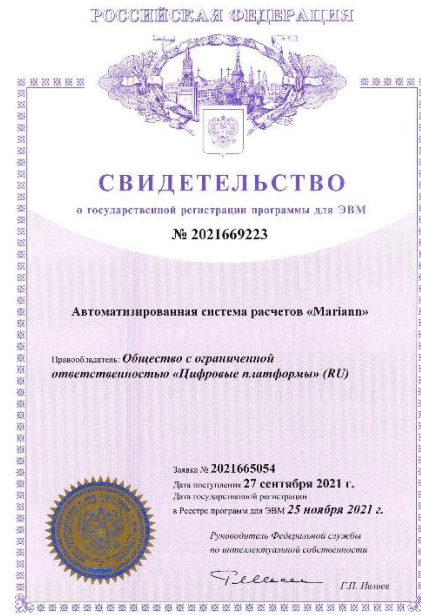 РОССИЙСКАЯ ФЕДЕРАЦИЯ
СВИДЕТЕЛЬСТВО
о государственной регистрации программы для ЭВМ
№ 2021669223
Автоматизированная система расчетов «Mariann»
Правообладатель: Общество с ограниченной
ответственностью «Цифровые платформы» (RU)
Заявка № 2021665054
Дата поступления 27 сентября 2021 г.
Дата государственной регистрации
в Реестре программ для ЭВМ 25 ноября 2021 г.
Руководитель Федеральной службы
по интеллектуальной собственности
Г.П. Ивлиев